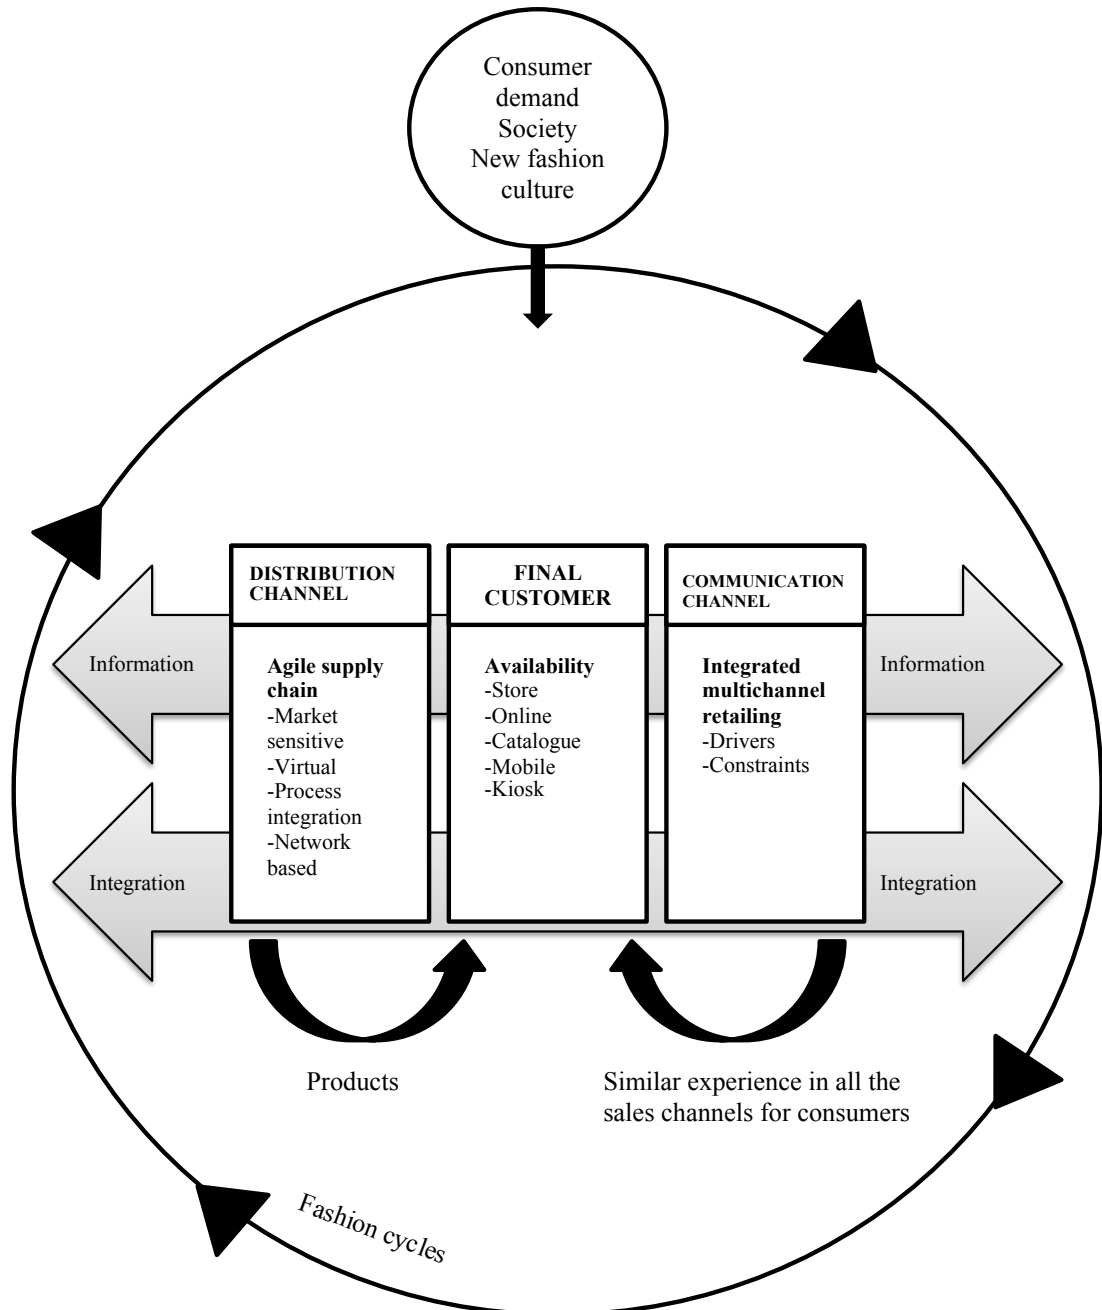 Consumer
demand
Society
New fashion
culture
DISTRIBUTION
CHANNEL
FINAL
CUSTOMER
COMMUNICATION
CHANNEL
Information
Agile supply
chain
-Market
sensitive
-Virtual
-Process
integration
-Network
based
Availability
-Store
-Online
-Catalogue
-Mobile
-Kiosk
Integrated
multichannel
retailing
-Drivers
-Constraints
Information
Integration
Integration
Products
Similar experience in all the
sales channels for consumers
Fashion cycles